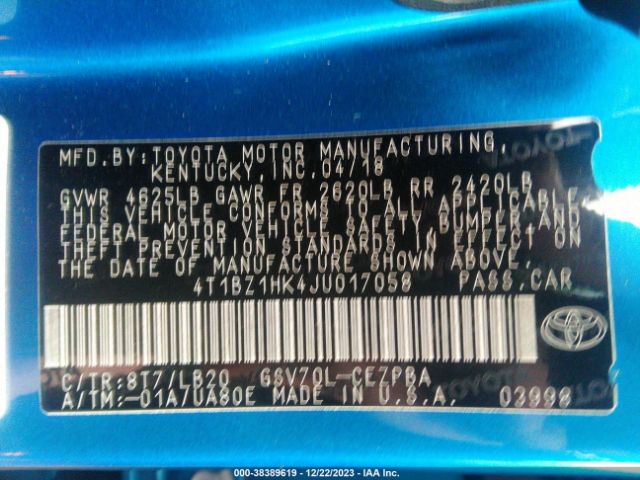 MFD. BY: TOYOTA MOTOR MANUFACTURING,
KENTUCKY, INC. 04/18
GVWR 4625LB GAWR FR 2620LB RR 2420LB
THIS VEHICLE CONFORMS TO ALL APPLICABLE
FEDERAL MOTOR VEHICLE SAFETY, BUMPER, AND
THEFT PREVENTION STANDARDS IN EFFECT ON
THE DATE OF MANUFACTURE SHOWN ABOVE.
4T1BZ1HK4JU017058 PASS. CAR
C/TR: 8T7/LB20 GSV70L-CEZPBA
A/TM: -01A/UA80E MADE IN U.S.A. 03998
000-38389619 - 12/22/2023 - IAA Inc.